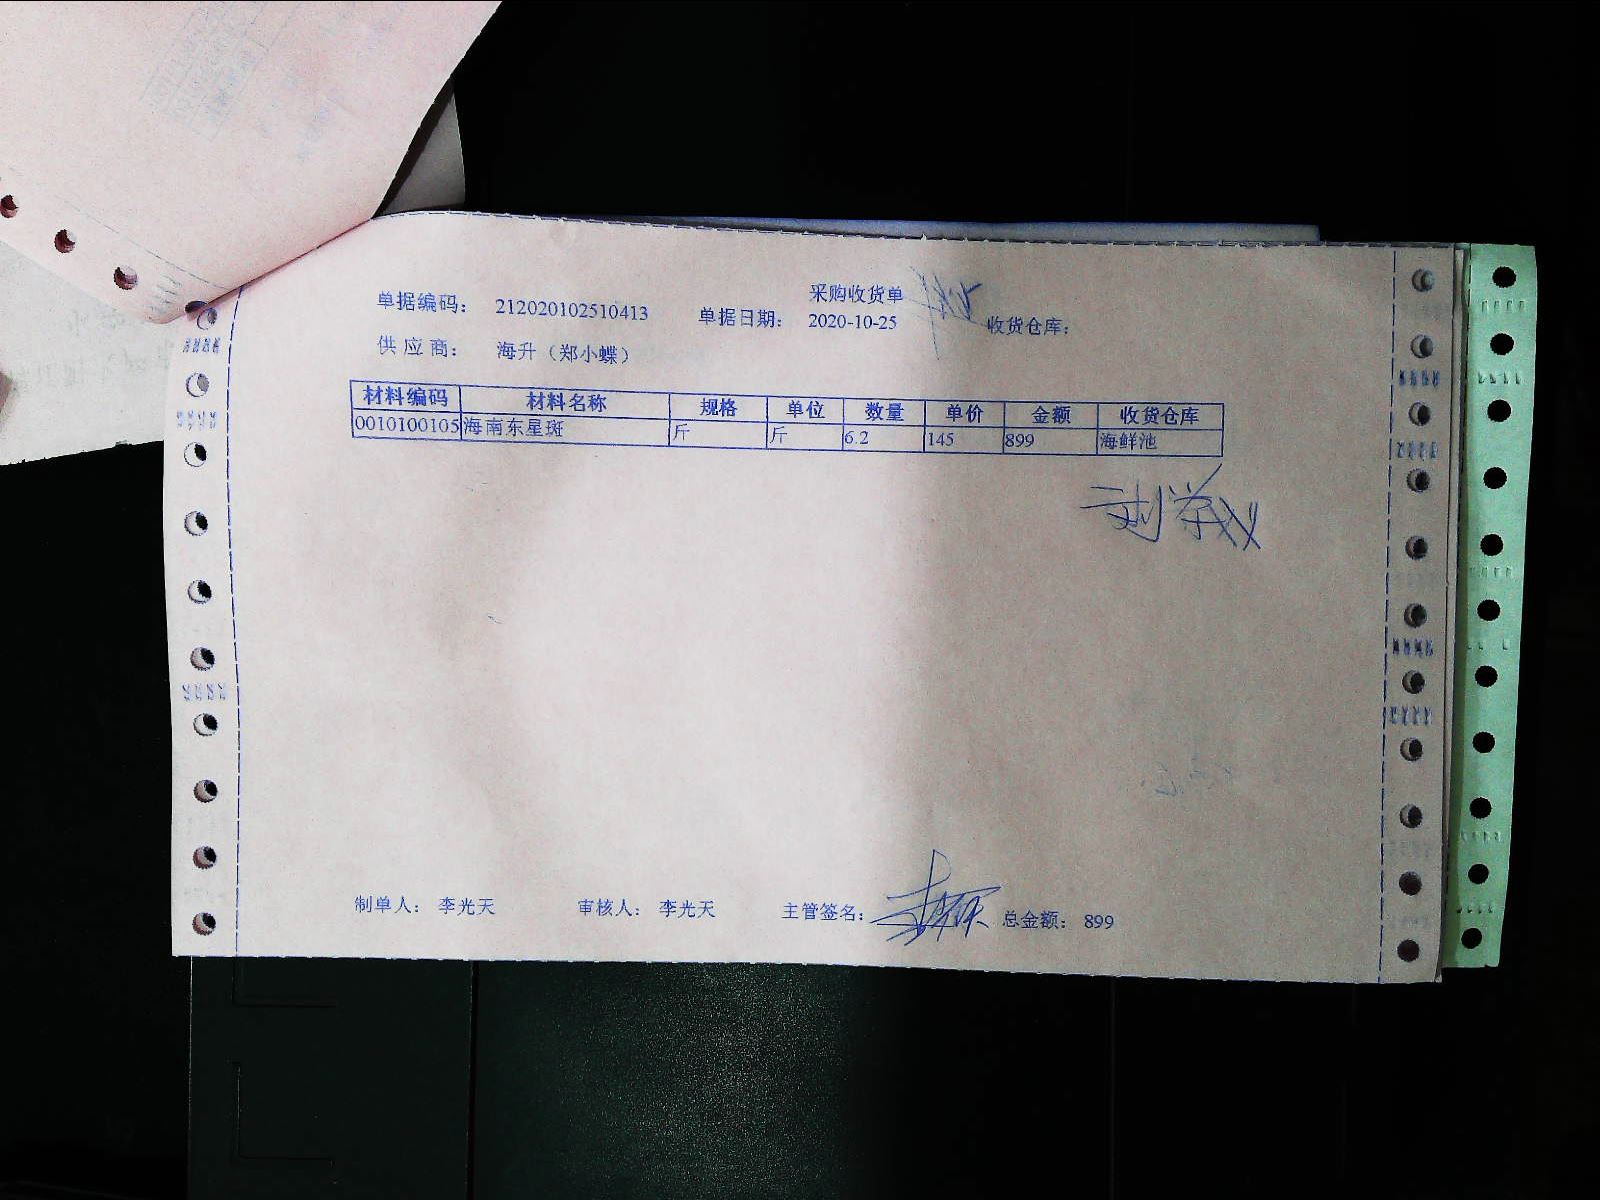 采购收货单
单据编码： 212020102510413 单据日期： 2020-10-25 收货仓库：
供 应 商： 海升（郑小蝶）
材料编码 材料名称 规格 单位 数量 单价 金额 收货仓库
0010100105 海南东星斑 斤 斤 6.2 145 899 海鲜池
制单人： 李光天 审核人： 李光天 主管签名： 总金额： 899